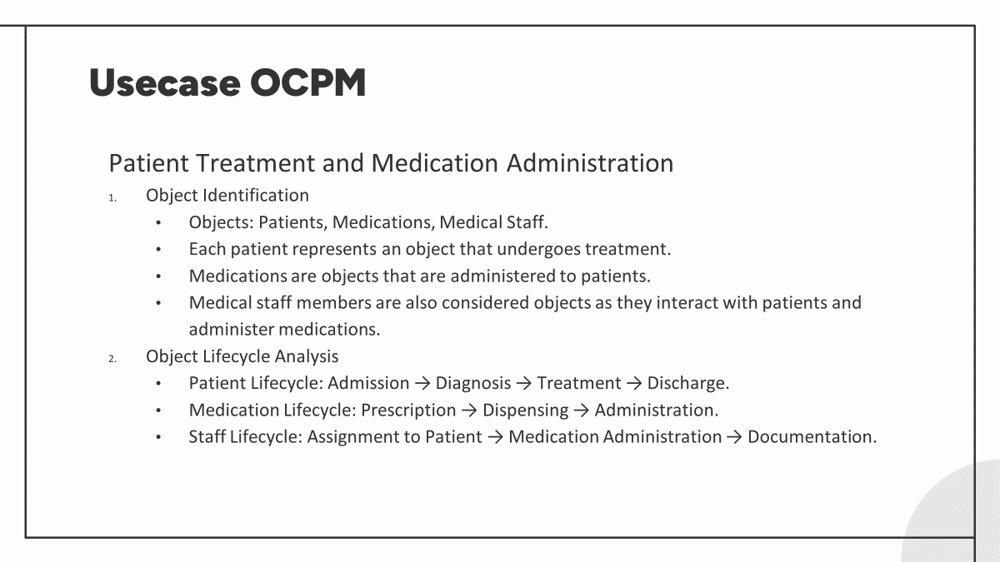 Usecase OCPM
Patient Treatment and Medication Administration
1. Object Identification
• Objects: Patients, Medications, Medical Staff.
• Each patient represents an object that undergoes treatment.
• Medications are objects that are administered to patients.
• Medical staff members are also considered objects as they interact with patients and
administer medications.
2. Object Lifecycle Analysis
• Patient Lifecycle: Admission → Diagnosis → Treatment → Discharge.
• Medication Lifecycle: Prescription → Dispensing → Administration.
• Staff Lifecycle: Assignment to Patient → Medication Administration → Documentation.